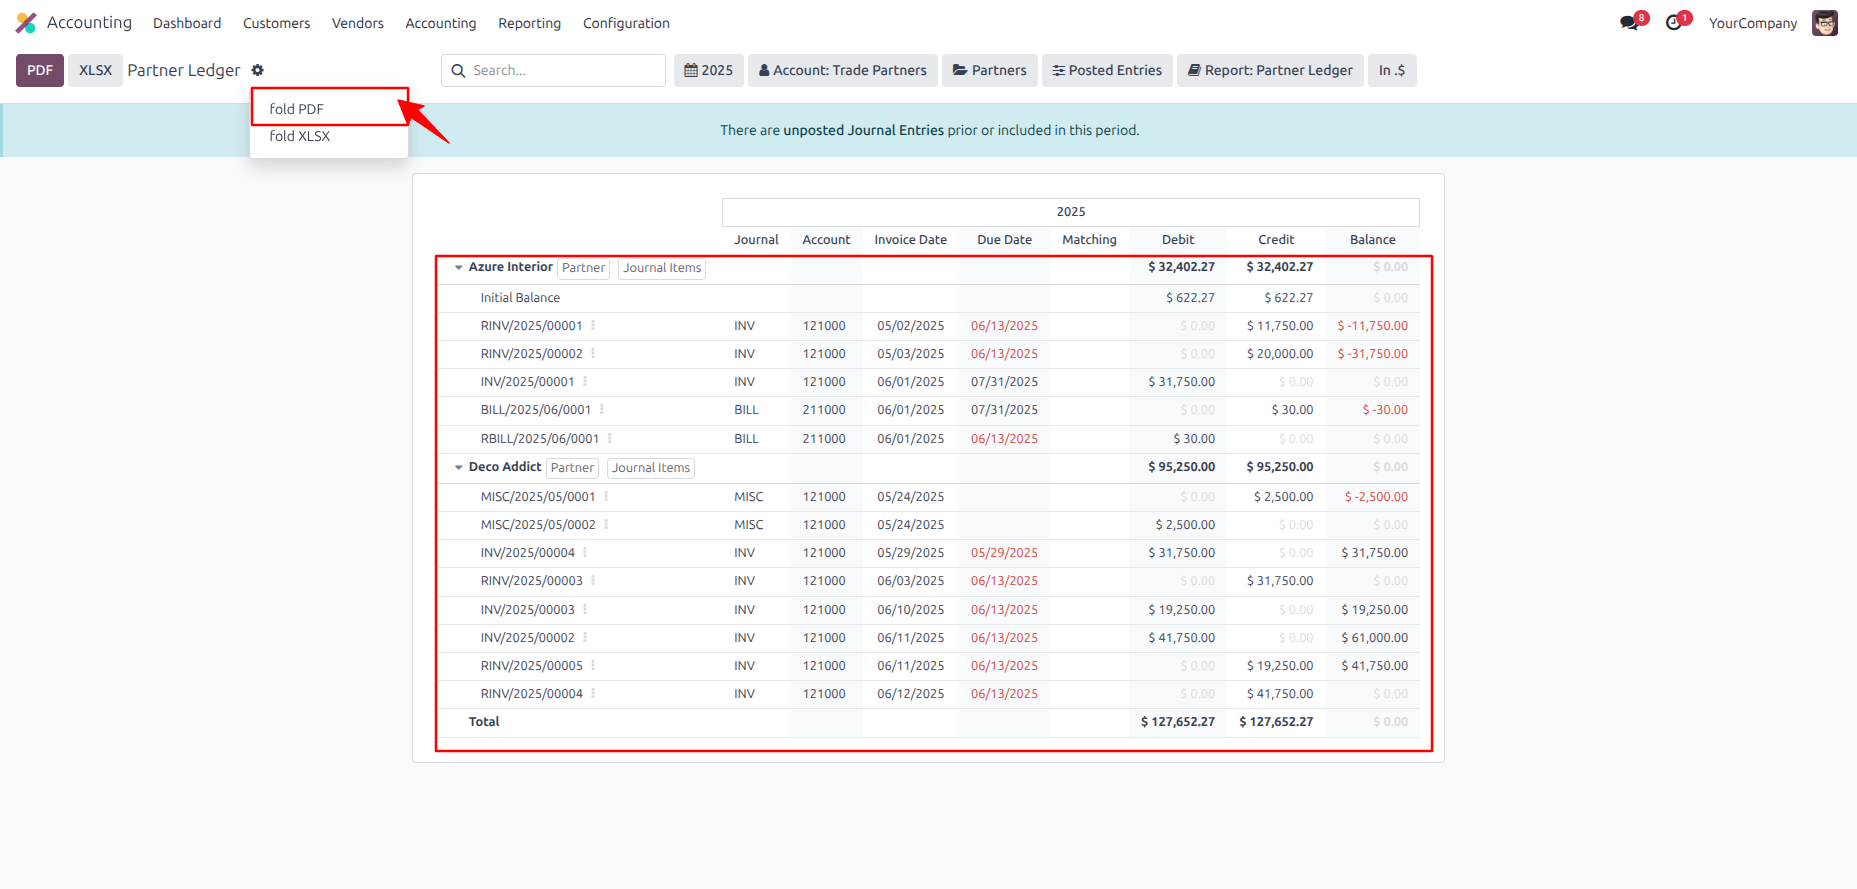 Accounting Dashboard Customers Vendors Accounting Reporting Configuration 8 1 YourCompany
PDF XLSX Partner Ledger Search... 2025 Account: Trade Partners Partners Posted Entries Report: Partner Ledger In .$
fold PDF
fold XLSX
There are unposted Journal Entries prior or included in this period.
2025
Journal Account Invoice Date Due Date Matching Debit Credit Balance
Azure Interior Partner Journal Items $ 32,402.27 $ 32,402.27 $ 0.00
Initial Balance $ 622.27 $ 622.27 $ 0.00
RINV/2025/00001 INV 121000 05/02/2025 06/13/2025 $ 0.00 $ 11,750.00 $ -11,750.00
RINV/2025/00002 INV 121000 05/03/2025 06/13/2025 $ 0.00 $ 20,000.00 $ -31,750.00
INV/2025/00001 INV 121000 06/01/2025 07/31/2025 $ 31,750.00 $ 0.00 $ 0.00
BILL/2025/06/0001 BILL 211000 06/01/2025 07/31/2025 $ 0.00 $ 30.00 $ -30.00
RBILL/2025/06/0001 BILL 211000 06/01/2025 06/13/2025 $ 30.00 $ 0.00 $ 0.00
Deco Addict Partner Journal Items $ 95,250.00 $ 95,250.00 $ 0.00
MISC/2025/05/0001 MISC 121000 05/24/2025 $ 0.00 $ 2,500.00 $ -2,500.00
MISC/2025/05/0002 MISC 121000 05/24/2025 $ 2,500.00 $ 0.00 $ 0.00
INV/2025/00004 INV 121000 05/29/2025 05/29/2025 $ 31,750.00 $ 0.00 $ 31,750.00
RINV/2025/00003 INV 121000 06/03/2025 06/13/2025 $ 0.00 $ 31,750.00 $ 0.00
INV/2025/00003 INV 121000 06/10/2025 06/13/2025 $ 19,250.00 $ 0.00 $ 19,250.00
INV/2025/00002 INV 121000 06/11/2025 06/13/2025 $ 41,750.00 $ 0.00 $ 61,000.00
RINV/2025/00005 INV 121000 06/11/2025 06/13/2025 $ 0.00 $ 19,250.00 $ 41,750.00
RINV/2025/00004 INV 121000 06/12/2025 06/13/2025 $ 0.00 $ 41,750.00 $ 0.00
Total $ 127,652.27 $ 127,652.27 $ 0.00